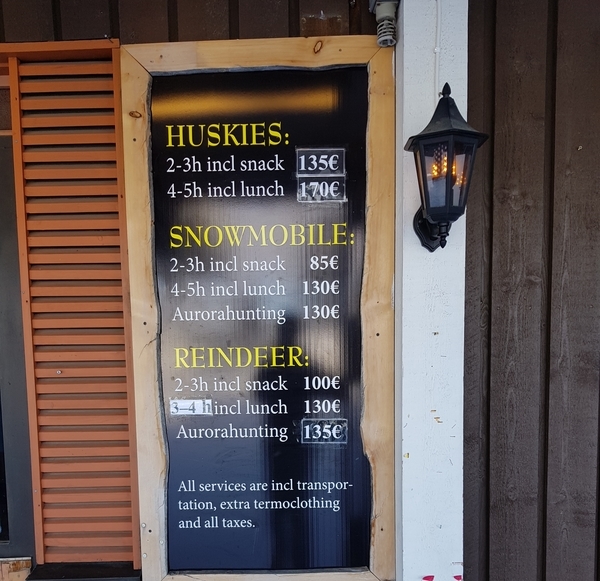 HUSKIES:
2-3h incl snack 135€
4-5h incl lunch 170€
SNOWMOBILE:
2-3h incl snack 85€
4-5h incl lunch 130€
Aurorahunting 130€
REINDEER:
2-3h incl snack 100€
3-4 h incl lunch 130€
Aurorahunting 135€
All services are incl transpor-
tation, extra termoclothing
and all taxes.